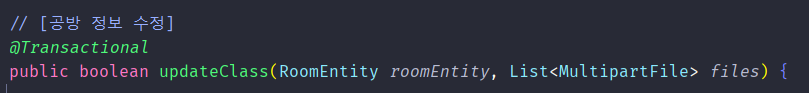 // [공방 정보 수정]
@Transactional
public boolean updateClass(RoomEntity roomEntity, List<MultipartFile> files) {